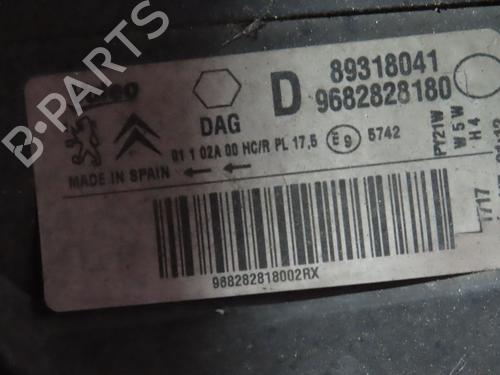 B-PARTS
Valeo
D
89318041
9682828180
DAG
01 1 02A 00 HC/R PL 17,5
E9
5742
MADE IN SPAIN
PY21W
W5W
H4
1/17
968282818002RX